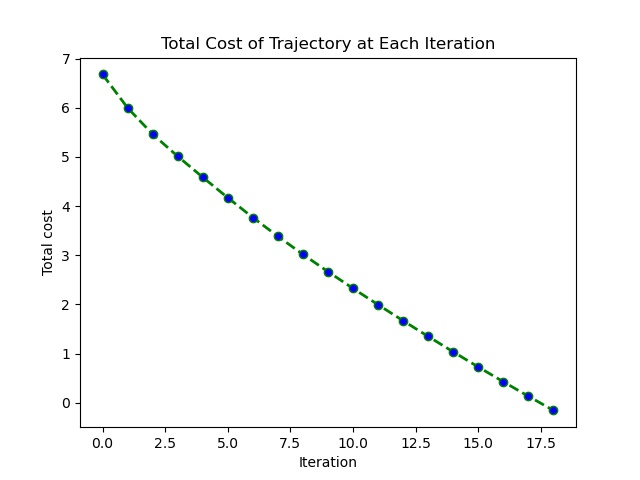 Total Cost of Trajectory at Each Iteration
7
6
5
4
3
2
1
0
Total cost
0.0 2.5 5.0 7.5 10.0 12.5 15.0 17.5
Iteration